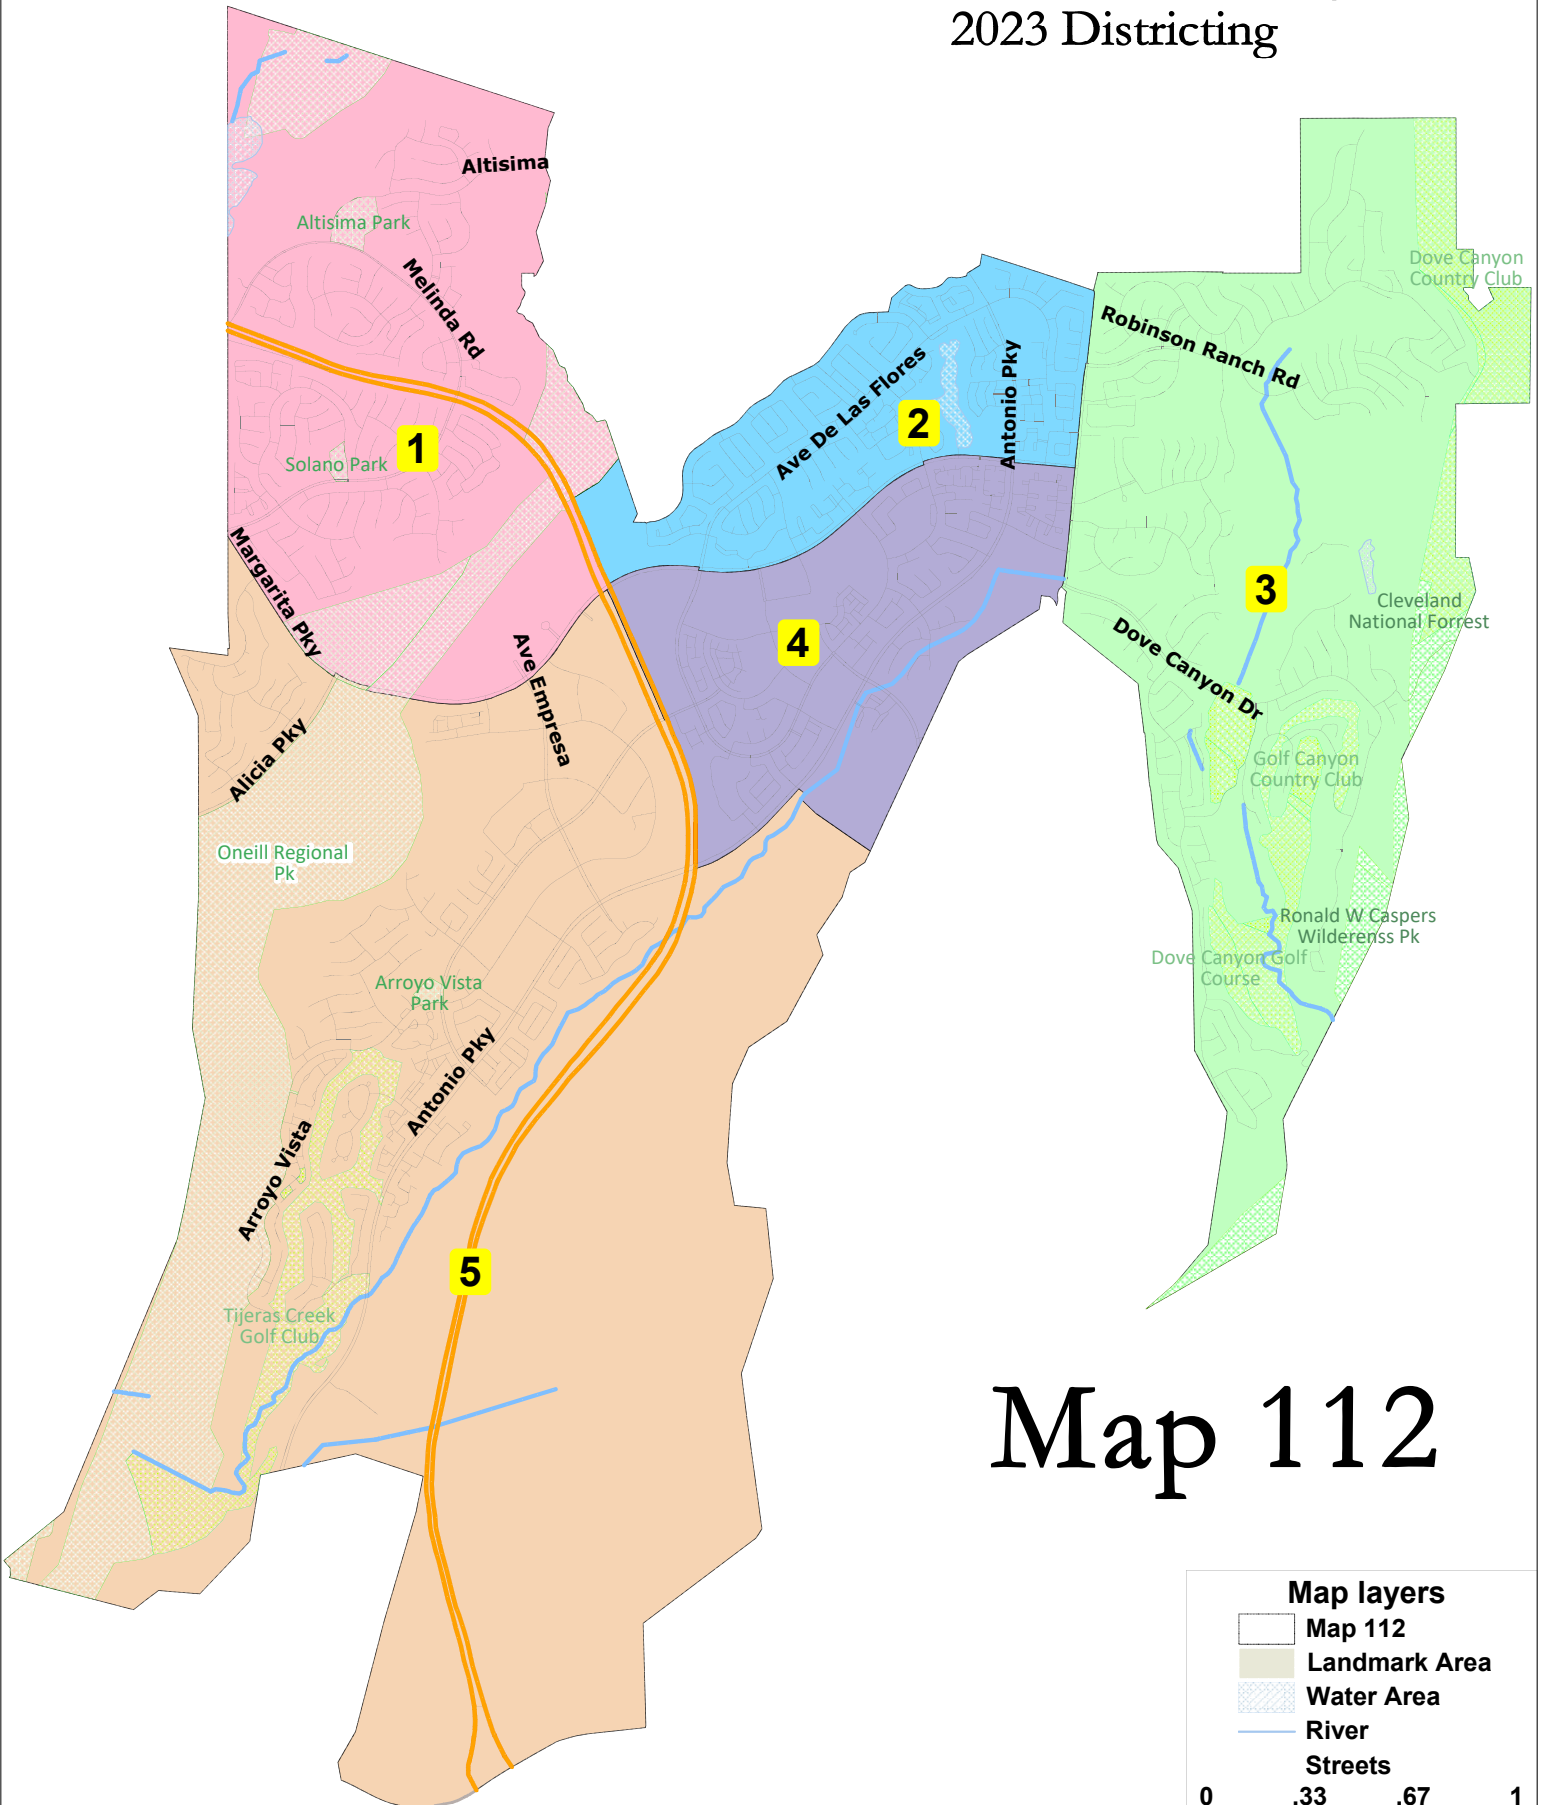 2023 Districting
Altisima
Altisima Park
Melinda Rd
Dove Canyon
Country Club
Robinson Ranch Rd
Ave De Las Flores
Antonio Pky
2
1
Solano Park
Margarita Pky
3
Cleveland
National Forrest
4
Dove Canyon Dr
Ave Empresa
Alicia Pky
Golf Canyon
Country Club
Oneill Regional
Pk
Ronald W Caspers
Wilderenss Pk
Dove Canyon Golf
Course
Arroyo Vista
Park
Antonio Pky
Arroyo Vista
5
Tijeras Creek
Golf Club
Map 112
Map layers
Map 112
Landmark Area
Water Area
River
Streets
0 .33 .67 1